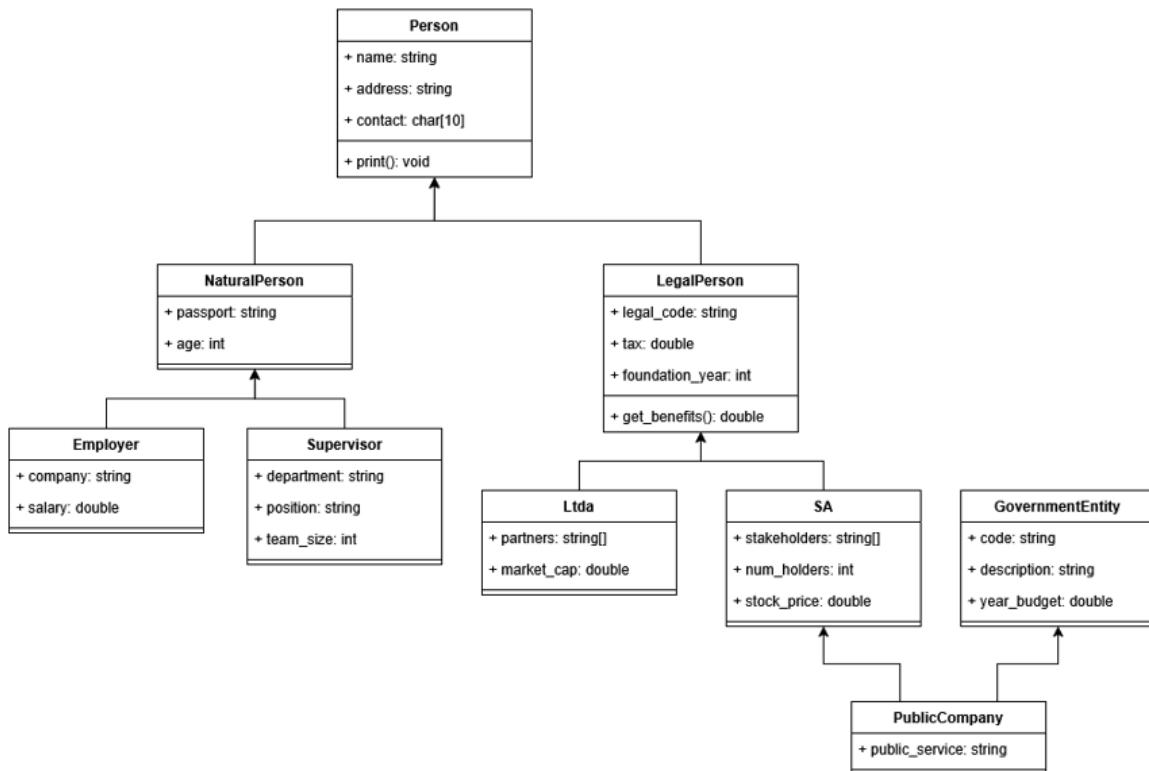 Person
+ name: string
+ address: string
+ contact: char[10]
+ print(): void
NaturalPerson
+ passport: string
+ age: int
LegalPerson
+ legal_code: string
+ tax: double
+ foundation_year: int
+ get_benefits(): double
Employer
+ company: string
+ salary: double
Supervisor
+ department: string
+ position: string
+ team_size: int
Ltda
+ partners: string[]
+ market_cap: double
SA
+ stakeholders: string[]
+ num_holders: int
+ stock_price: double
GovernmentEntity
+ code: string
+ description: string
+ year_budget: double
PublicCompany
+ public_service: string